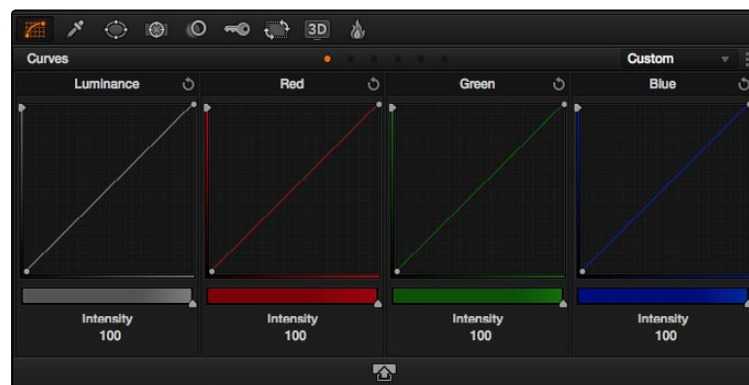 3D
Curves Custom
Luminance Red Green Blue
Intensity Intensity Intensity Intensity
100 100 100 100